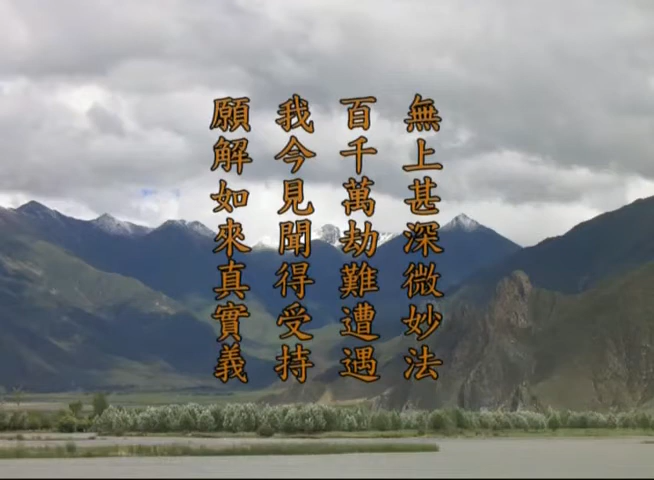 無上甚深微妙法
百千萬劫難遭遇
我今見聞得受持
願解如來真實義